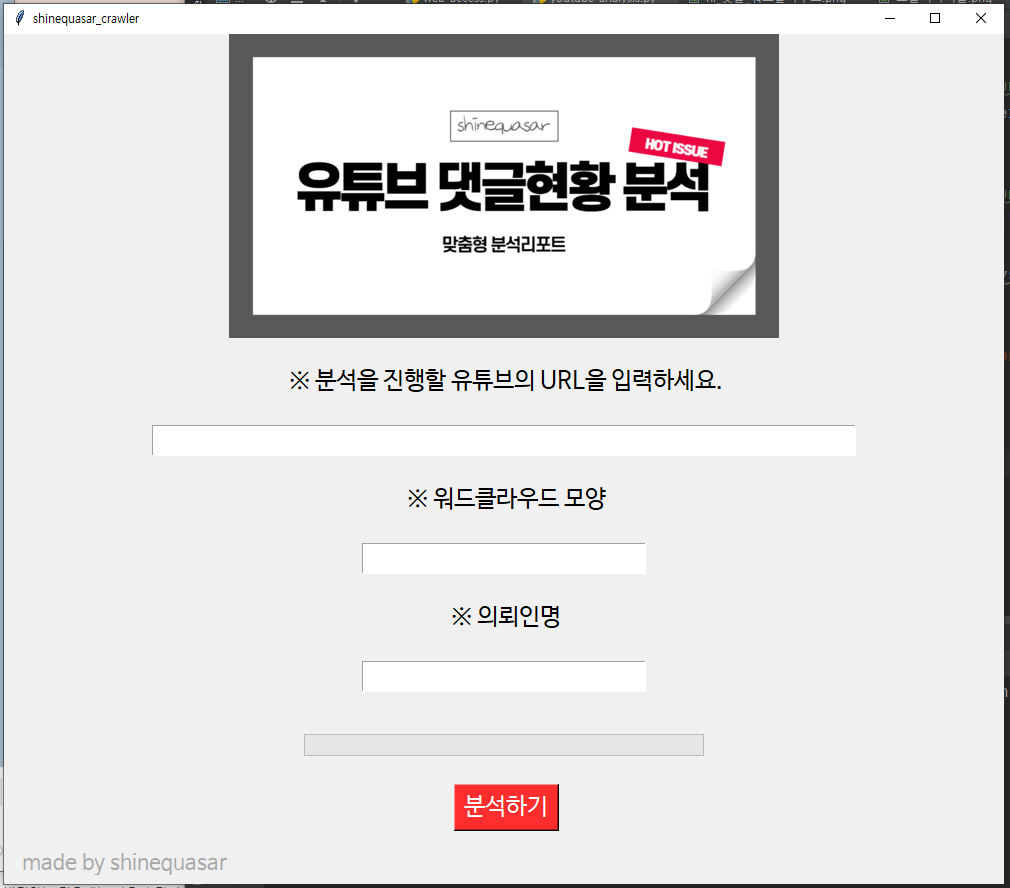 shinequasar_crawler
shinequasar
HOT ISSUE
유튜브 댓글현황 분석
맞춤형 분석리포트
※ 분석을 진행할 유튜브의 URL을 입력하세요.
※ 워드클라우드 모양
※ 의뢰인명
분석하기
made by shinequasar